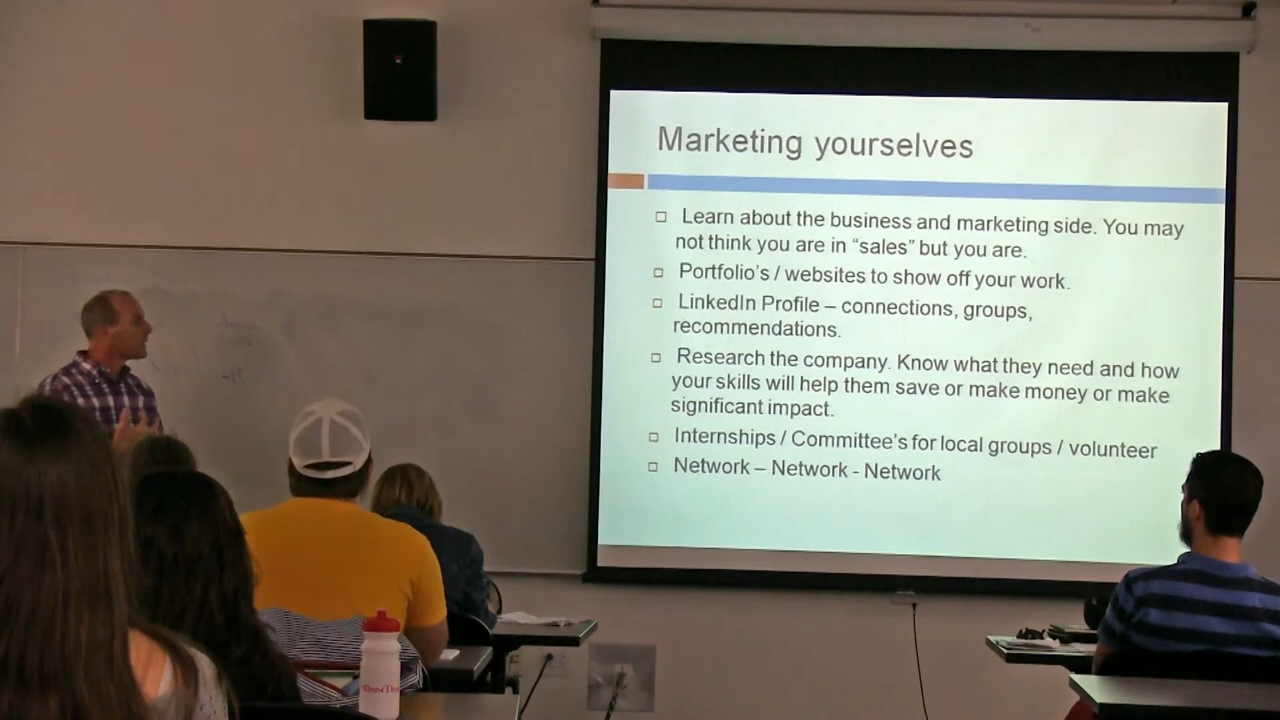 Marketing yourselves
Learn about the business and marketing side. You may
not think you are in “sales” but you are.
Portfolio’s / websites to show off your work.
LinkedIn Profile – connections, groups,
recommendations.
Research the company. Know what they need and how
your skills will help them save or make money or make
significant impact.
Internships / Committee’s for local groups / volunteer
Network – Network - Network